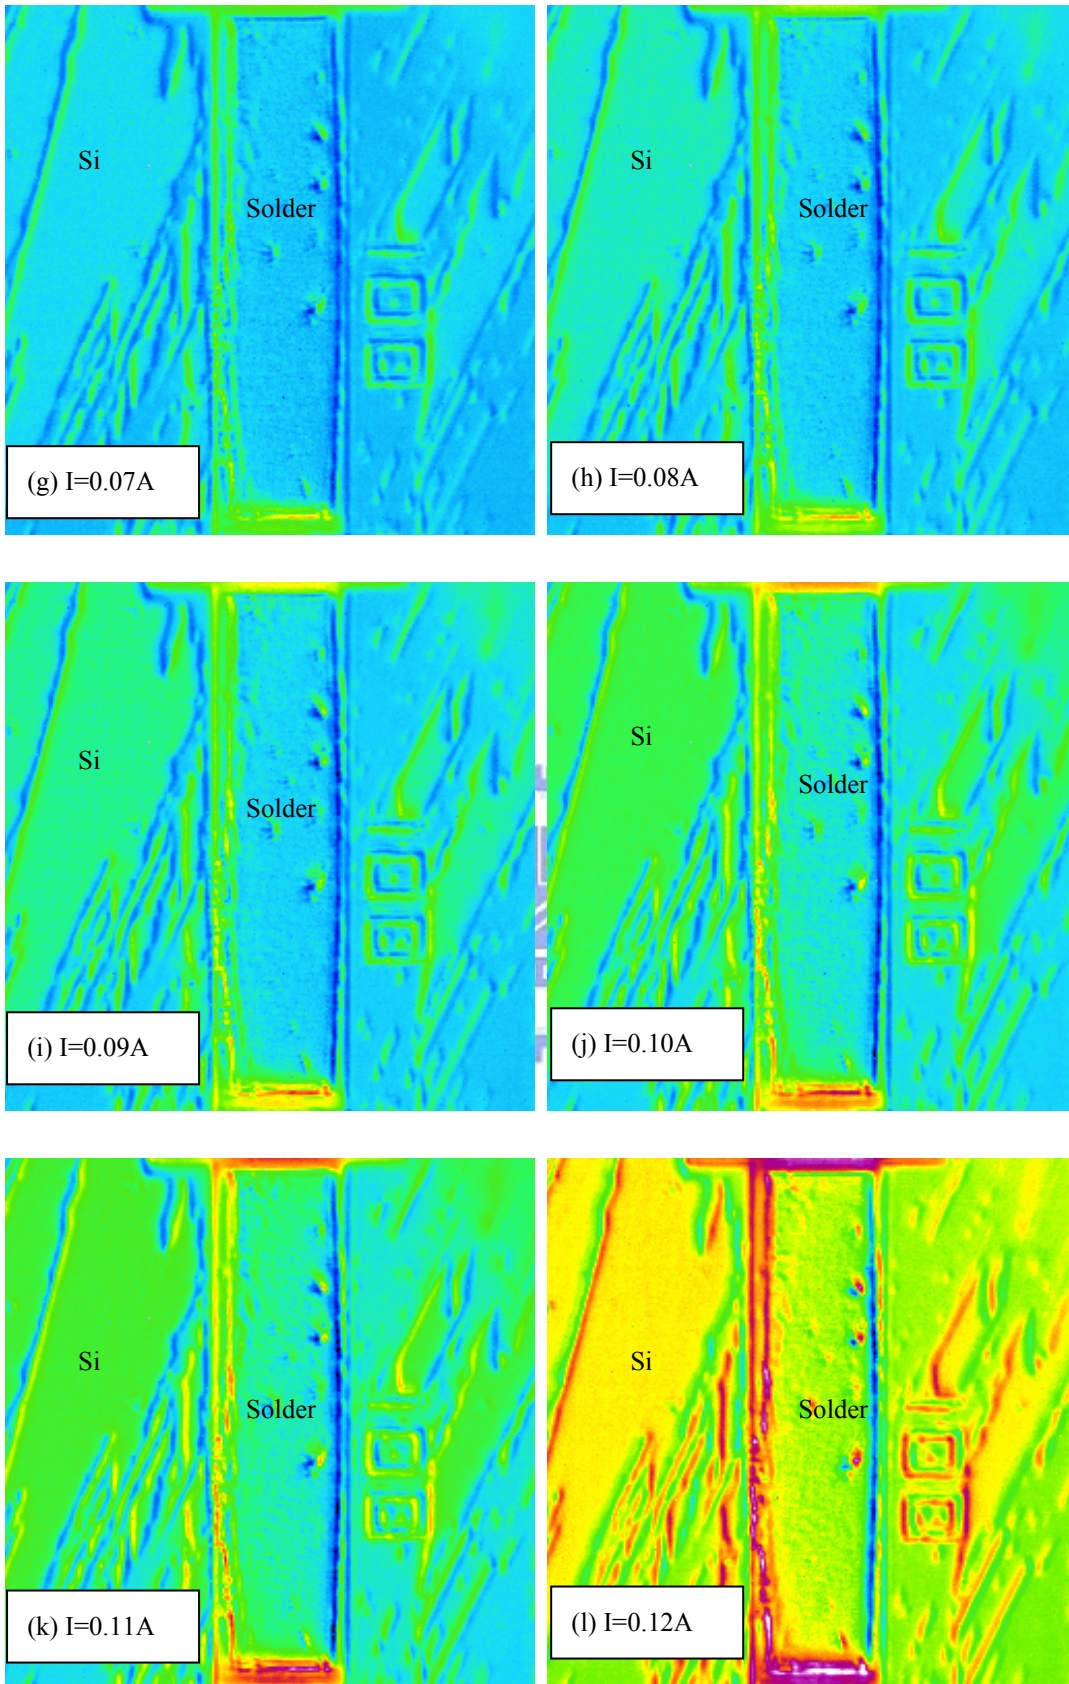 Si
Solder
(g) I=0.07A
Si
Solder
(h) I=0.08A
Si
Solder
(i) I=0.09A
Si
Solder
(j) I=0.10A
Si
Solder
(k) I=0.11A
Si
Solder
(l) I=0.12A